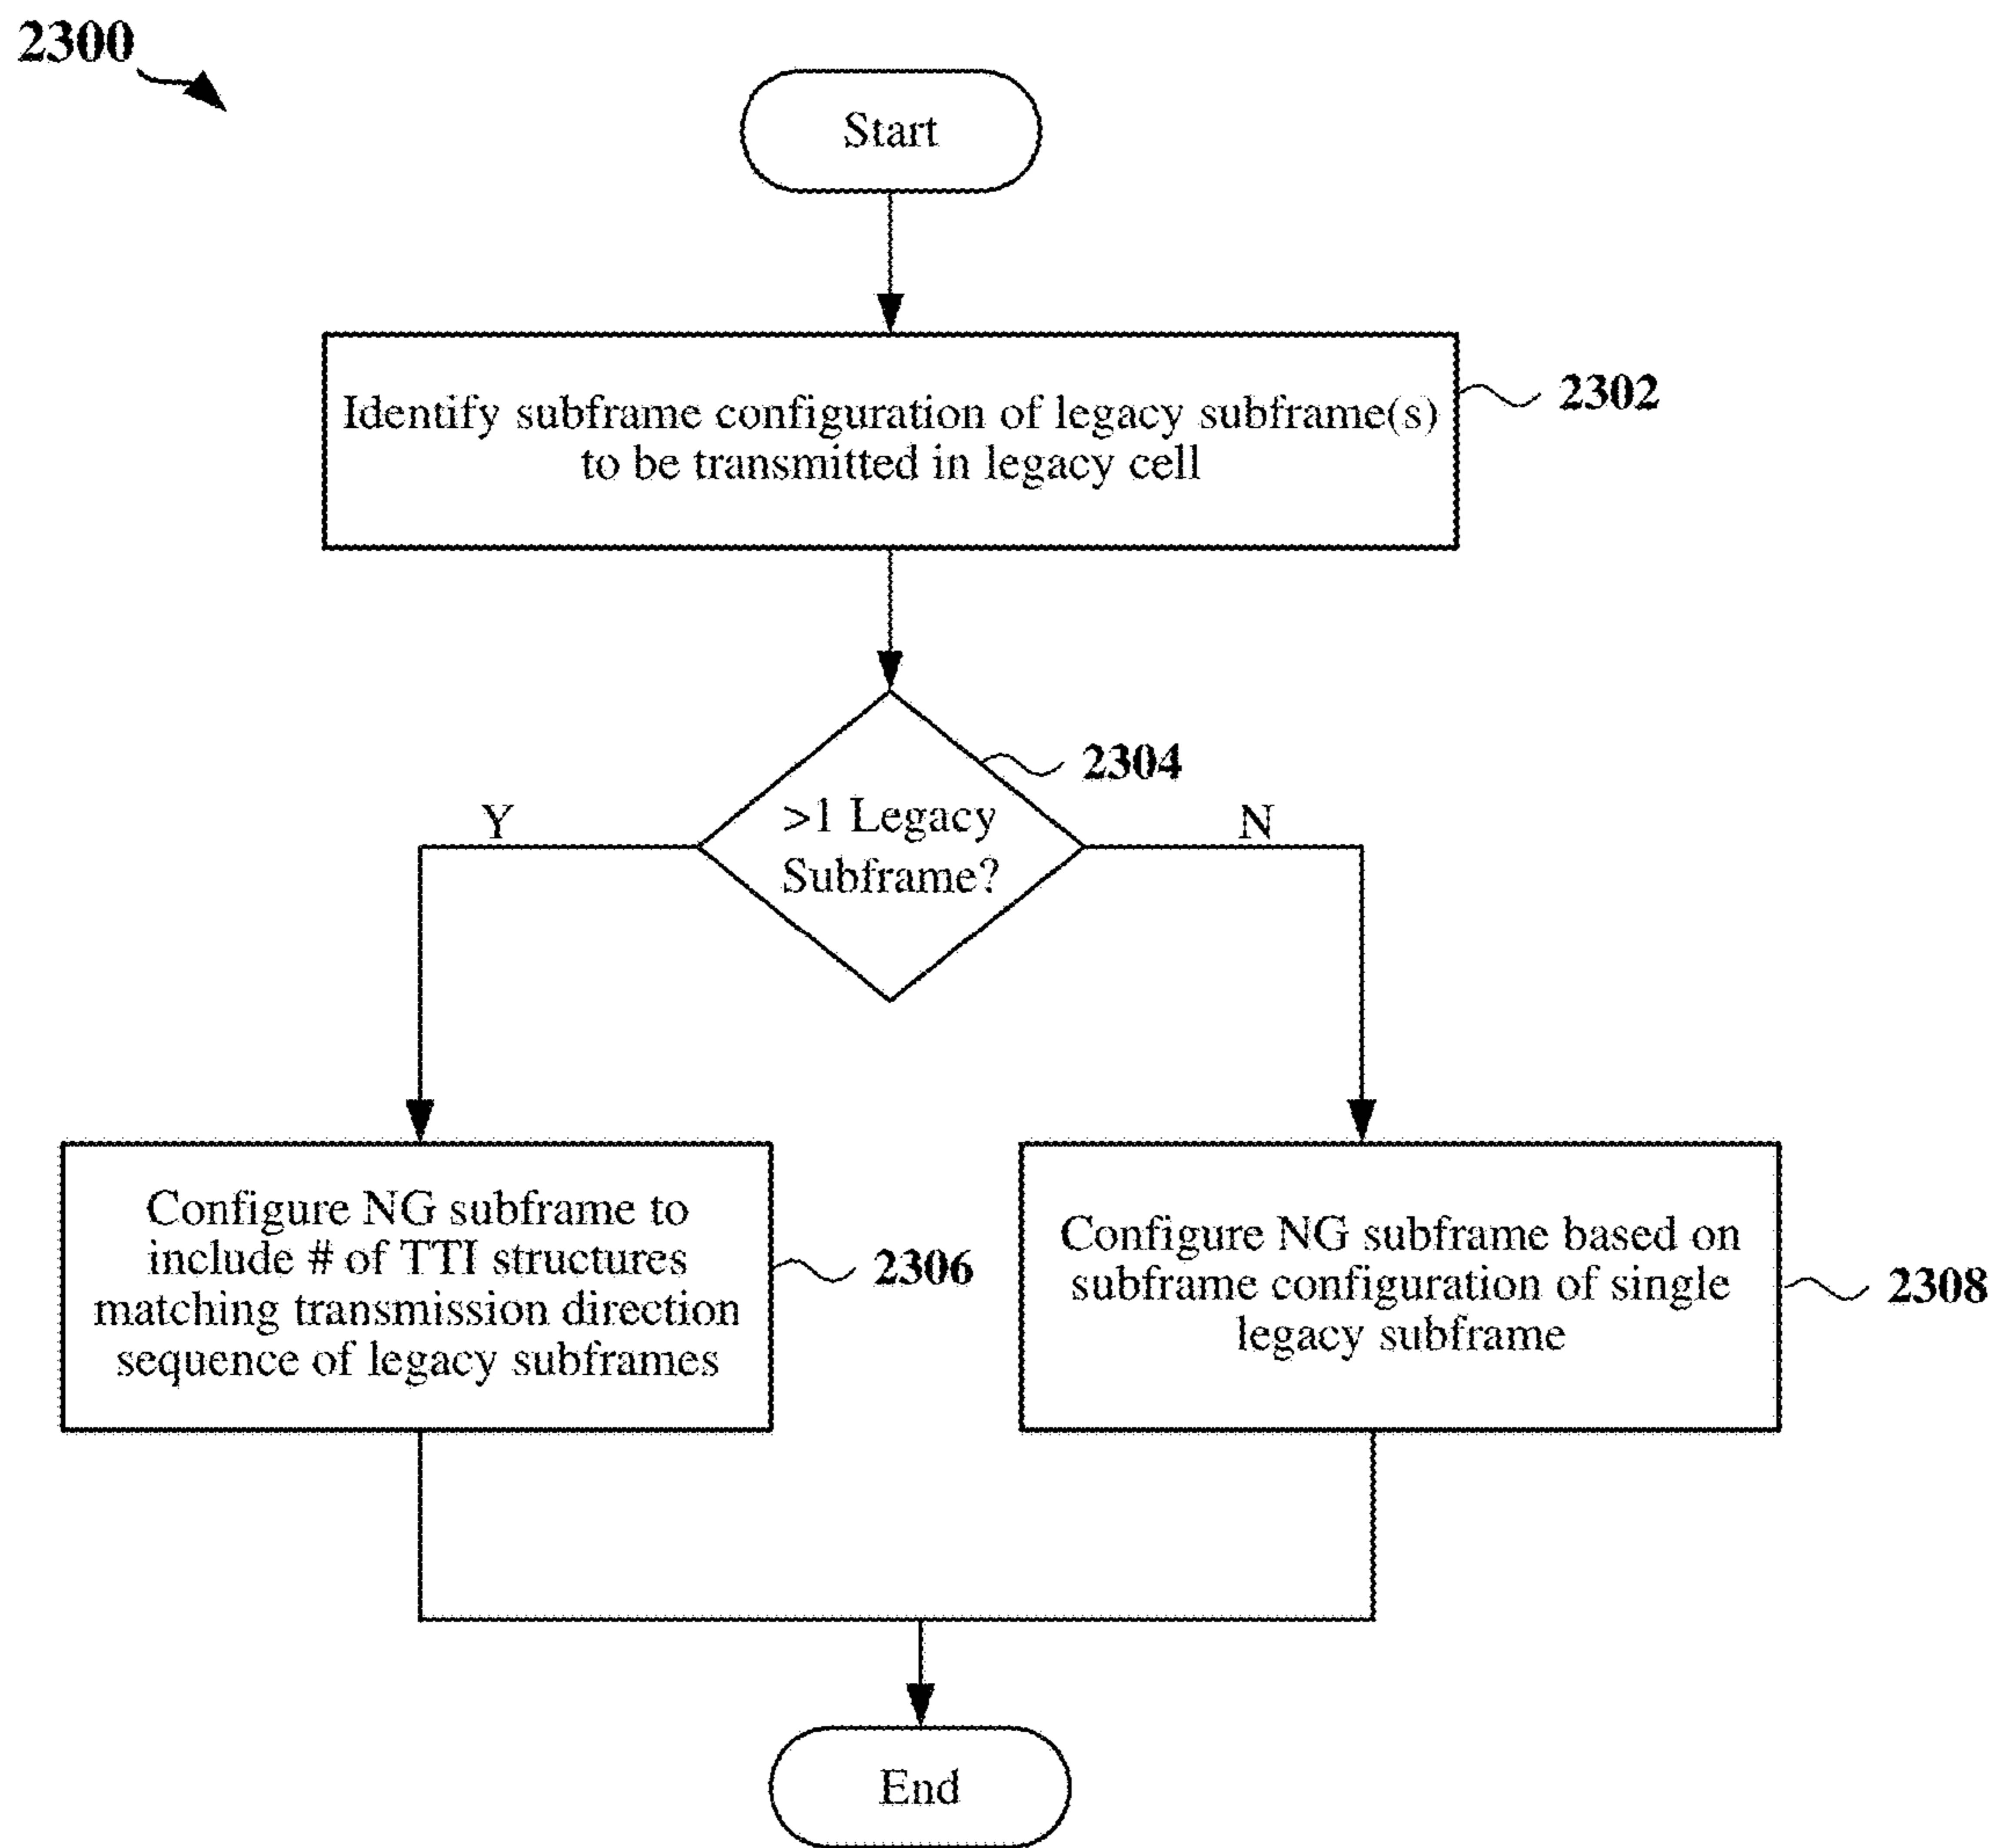 2300
Start
Identify subframe configuration of legacy subframe(s)
to be transmitted in legacy cell
2302
2304
>1 Legacy
Subframe?
Y
N
Configure NG subframe to
include # of TTI structures
matching transmission direction
sequence of legacy subframes
2306
Configure NG subframe based on
subframe configuration of single
legacy subframe
2308
End